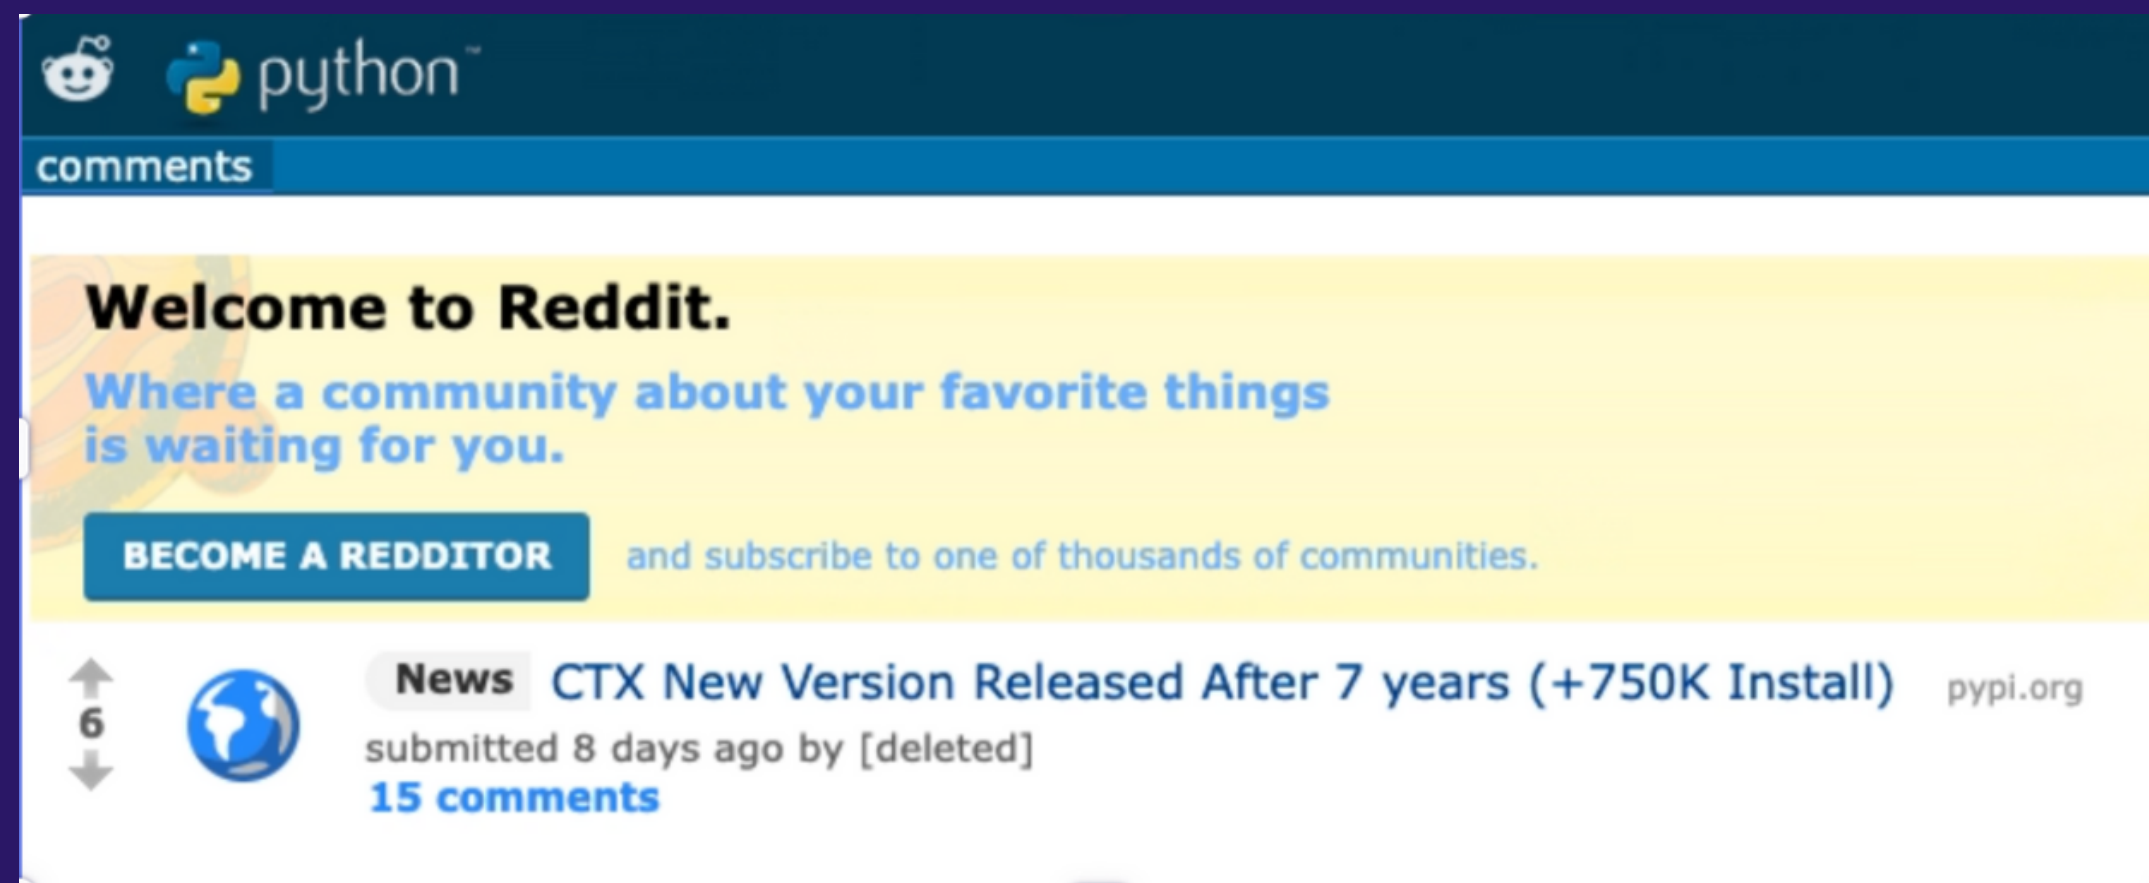 python™
comments
Welcome to Reddit.
Where a community about your favorite things
is waiting for you.
BECOME A REDDITOR and subscribe to one of thousands of communities.
News CTX New Version Released After 7 years (+750K Install) pypi.org
6
submitted 8 days ago by [deleted]
15 comments